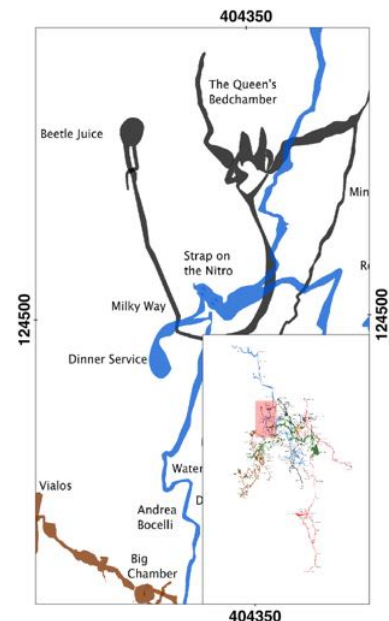 404350
The Queen's
Bedchamber
Beetle Juice
Min
Strap on
the Nitro
R
Milky Way
124500
124500
Dinner Service
Vialos
Water
D
Andrea
Bocelli
Big
Chamber
404350